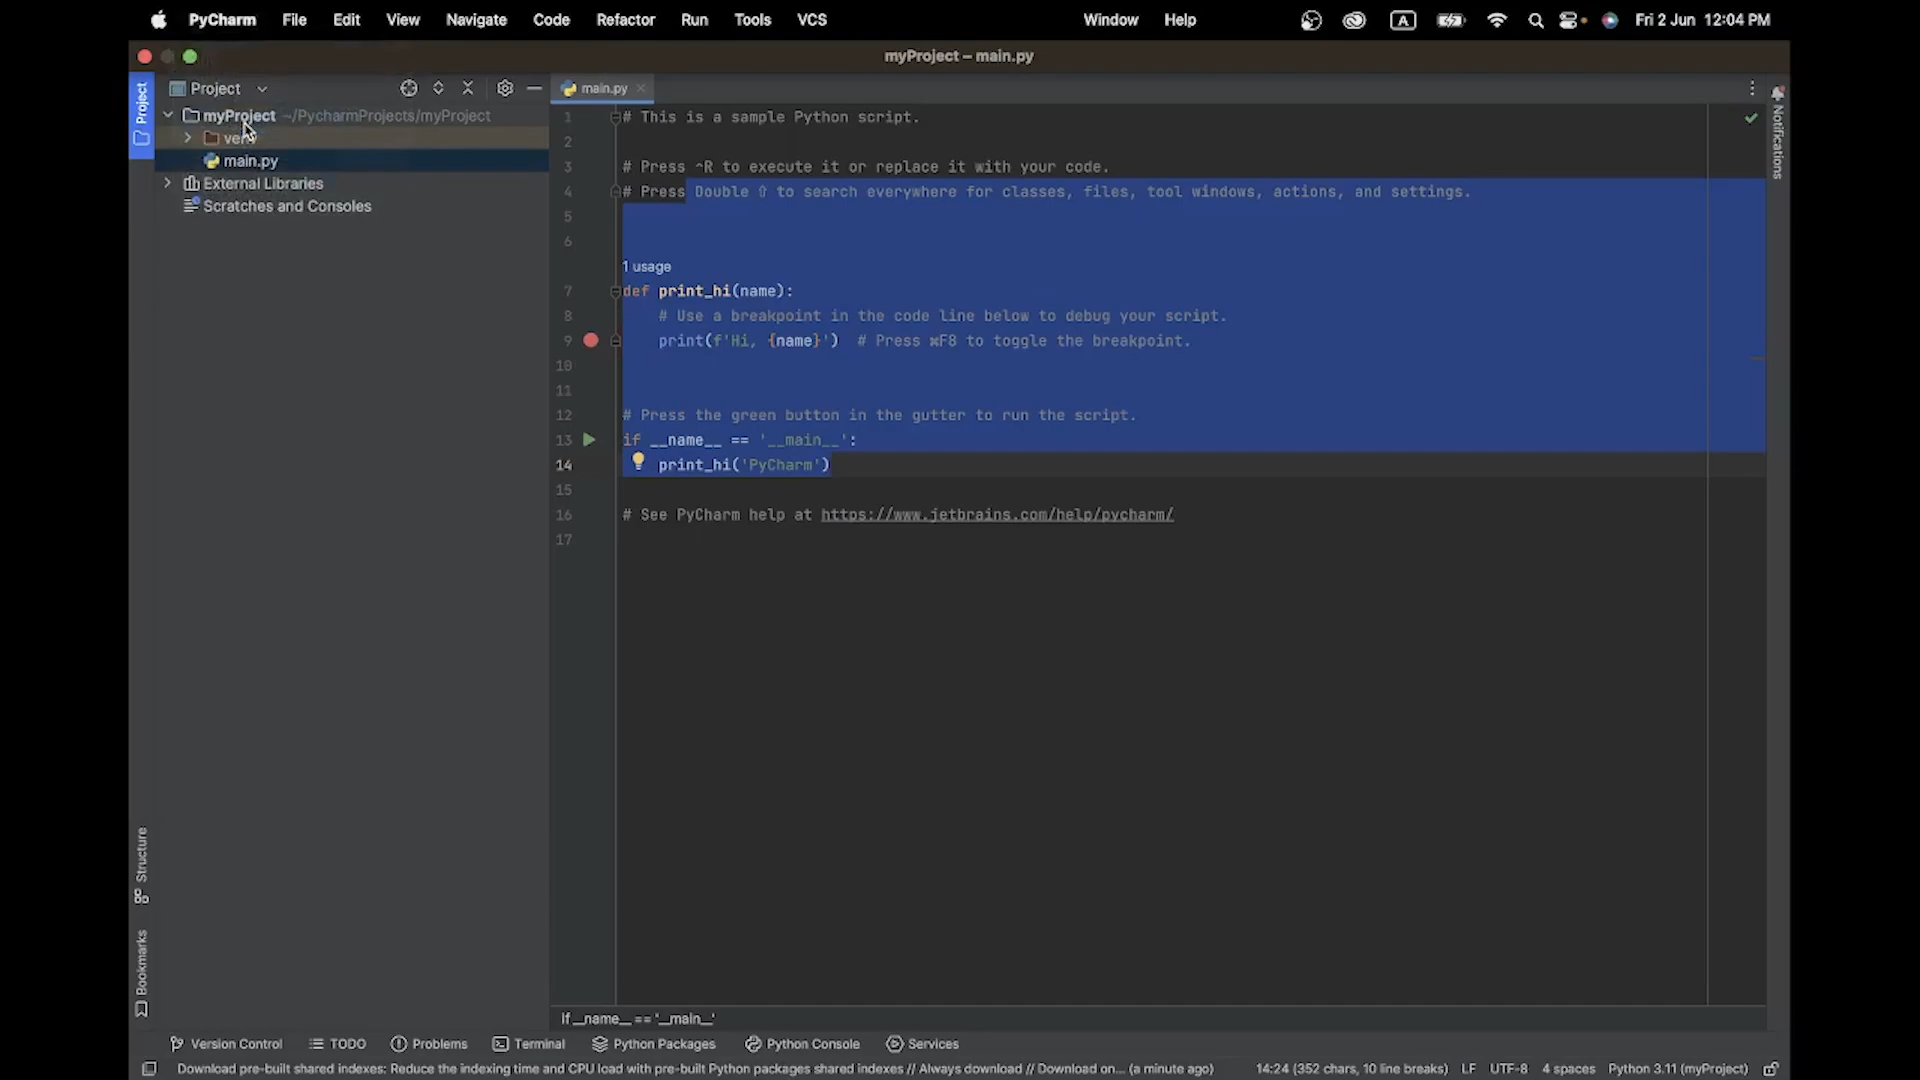 PyCharm File Edit View Navigate Code Refactor Run Tools VCS Window Help A Fri 2 Jun 12:04 PM
myProject – main.py
Project
Project
main.py
Notifications
myProject ~/PycharmProjects/myProject
venv
main.py
External Libraries
Scratches and Consoles
1 # This is a sample Python script.
2
3 # Press ⌃R to execute it or replace it with your code.
4 # Press Double ⇧ to search everywhere for classes, files, tool windows, actions, and settings.
5
6
1 usage
7 def print_hi(name):
8 # Use a breakpoint in the code line below to debug your script.
9 print(f'Hi, {name}') # Press ⌘F8 to toggle the breakpoint.
10
11
12 # Press the green button in the gutter to run the script.
13 if __name__ == '__main__':
14 print_hi('PyCharm')
15
16 # See PyCharm help at https://www.jetbrains.com/help/pycharm/
17
Structure
Bookmarks
if __name__ == '__main__'
Version Control TODO Problems Terminal Python Packages Python Console Services
Download pre-built shared indexes: Reduce the indexing time and CPU load with pre-built Python packages shared indexes // Always download // Download on... (a minute ago) 14:24 (352 chars, 10 line breaks) LF UTF-8 4 spaces Python 3.11 (myProject)